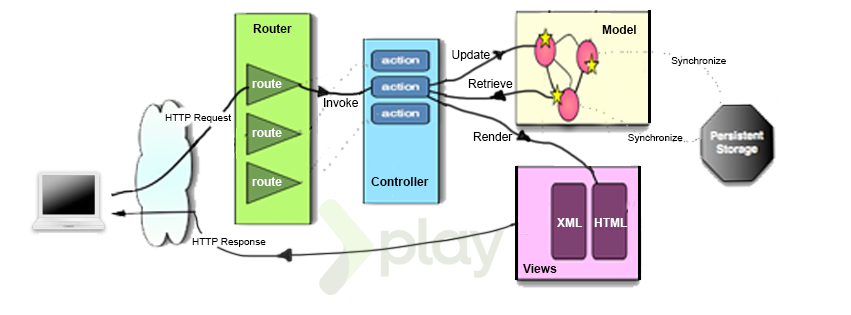 Router
route
route
route
HTTP Request
Invoke
action
action
action
Controller
Update
Retrieve
Render
Model
Synchronize
Synchronize
Persistent
Storage
XML
HTML
Views
HTTP Response
play